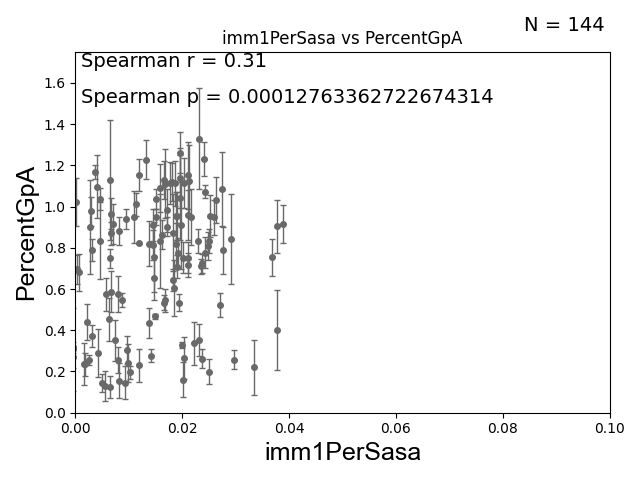 N = 144
imm1PerSasa vs PercentGpA
Spearman r = 0.31
Spearman p = 0.00012763362722674314
1.6
1.4
1.2
1.0
0.8
0.6
0.4
0.2
0.0
PercentGpA
0.00 0.02 0.04 0.06 0.08 0.10
imm1PerSasa